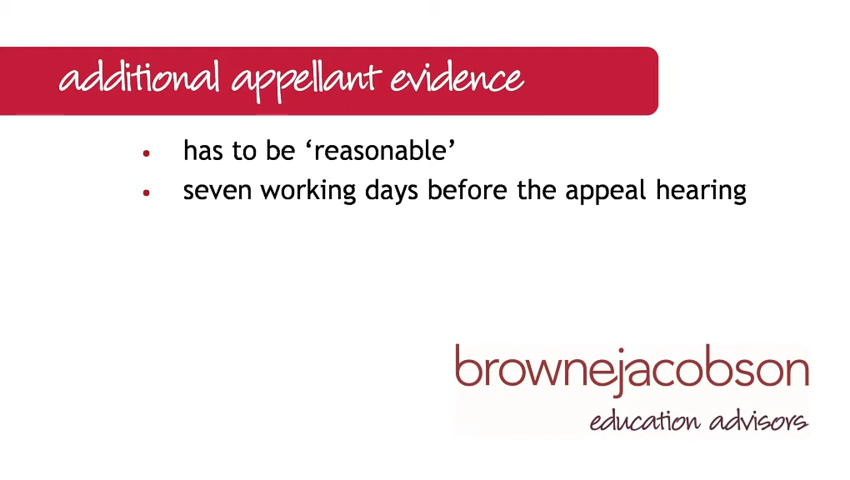 additional appellant evidence
• has to be ‘reasonable’
• seven working days before the appeal hearing
brownejacobson
education advisors